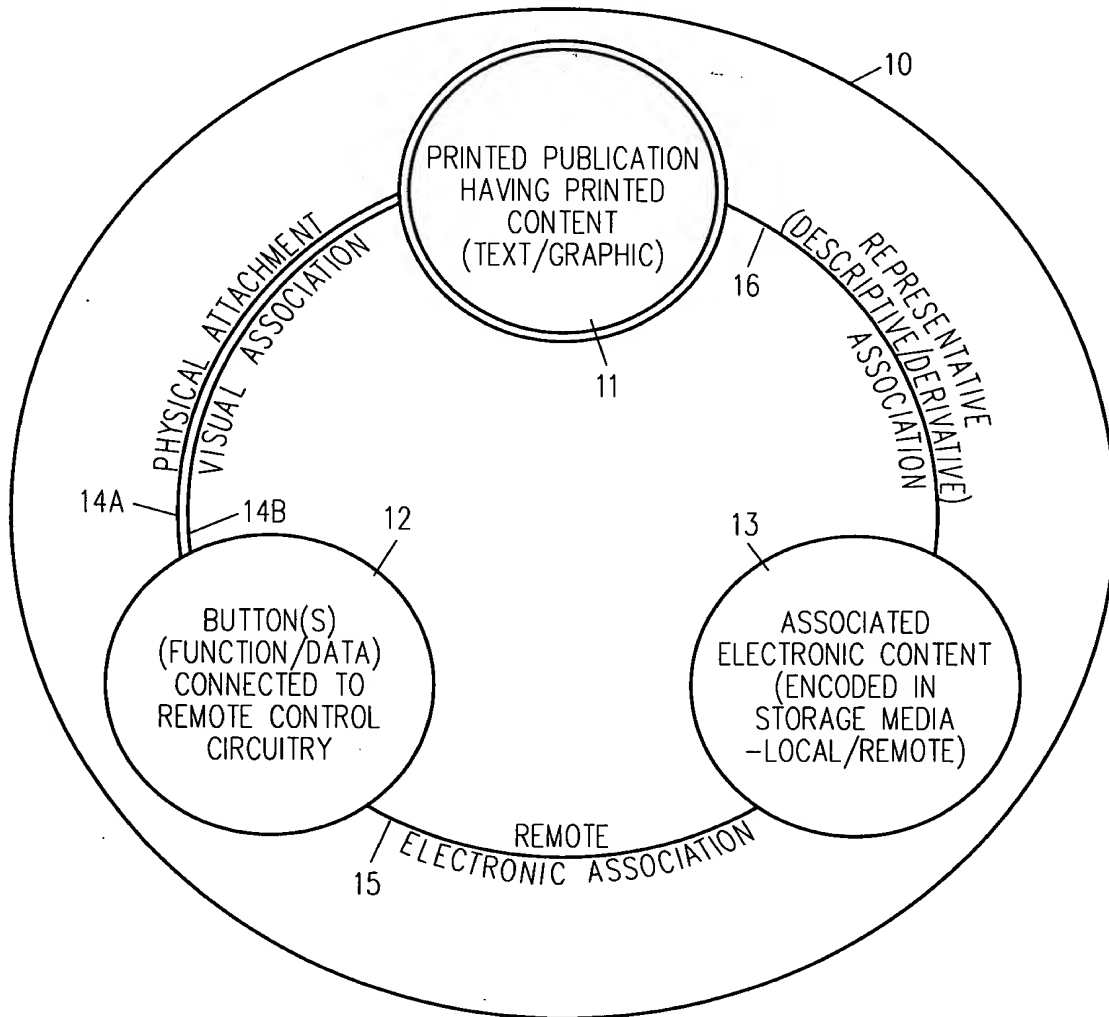 10
PRINTED PUBLICATION
HAVING PRINTED
CONTENT
(TEXT/GRAPHIC)
11
PHYSICAL ATTACHMENT
VISUAL ASSOCIATION
16
REPRESENTATIVE
(DESCRIPTIVE/DERIVATIVE)
ASSOCIATION
14A
14B
12
13
BUTTON(S)
(FUNCTION/DATA)
CONNECTED TO
REMOTE CONTROL
CIRCUITRY
ASSOCIATED
ELECTRONIC CONTENT
(ENCODED IN
STORAGE MEDIA
-LOCAL/REMOTE)
REMOTE
ELECTRONIC ASSOCIATION
15